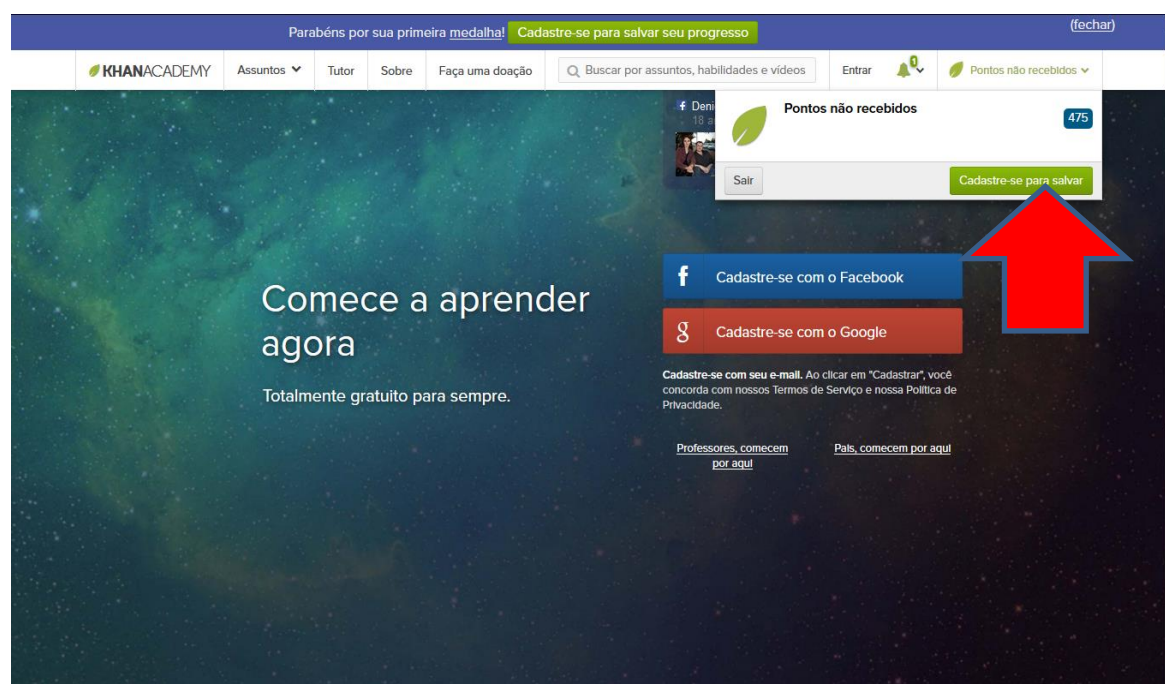 Parabéns por sua primeira medalha! Cadastre-se para salvar seu progresso
(fechar)
KHANACADEMY Assuntos Tutor Sobre Faça uma doação Buscar por assuntos, habilidades e vídeos Entrar 1 Pontos não recebidos
Pontos não recebidos
475
Deni
18 a
Sair Cadastre-se para salvar
Comece a aprender
agora
Totalmente gratuito para sempre.
f Cadastre-se com o Facebook
g Cadastre-se com o Google
Cadastre-se com seu e-mail. Ao clicar em "Cadastrar", você
concorda com nossos Termos de Serviço e nossa Política de
Privacidade.
Professores, comecem
por aqui
Pais, comecem por aqui